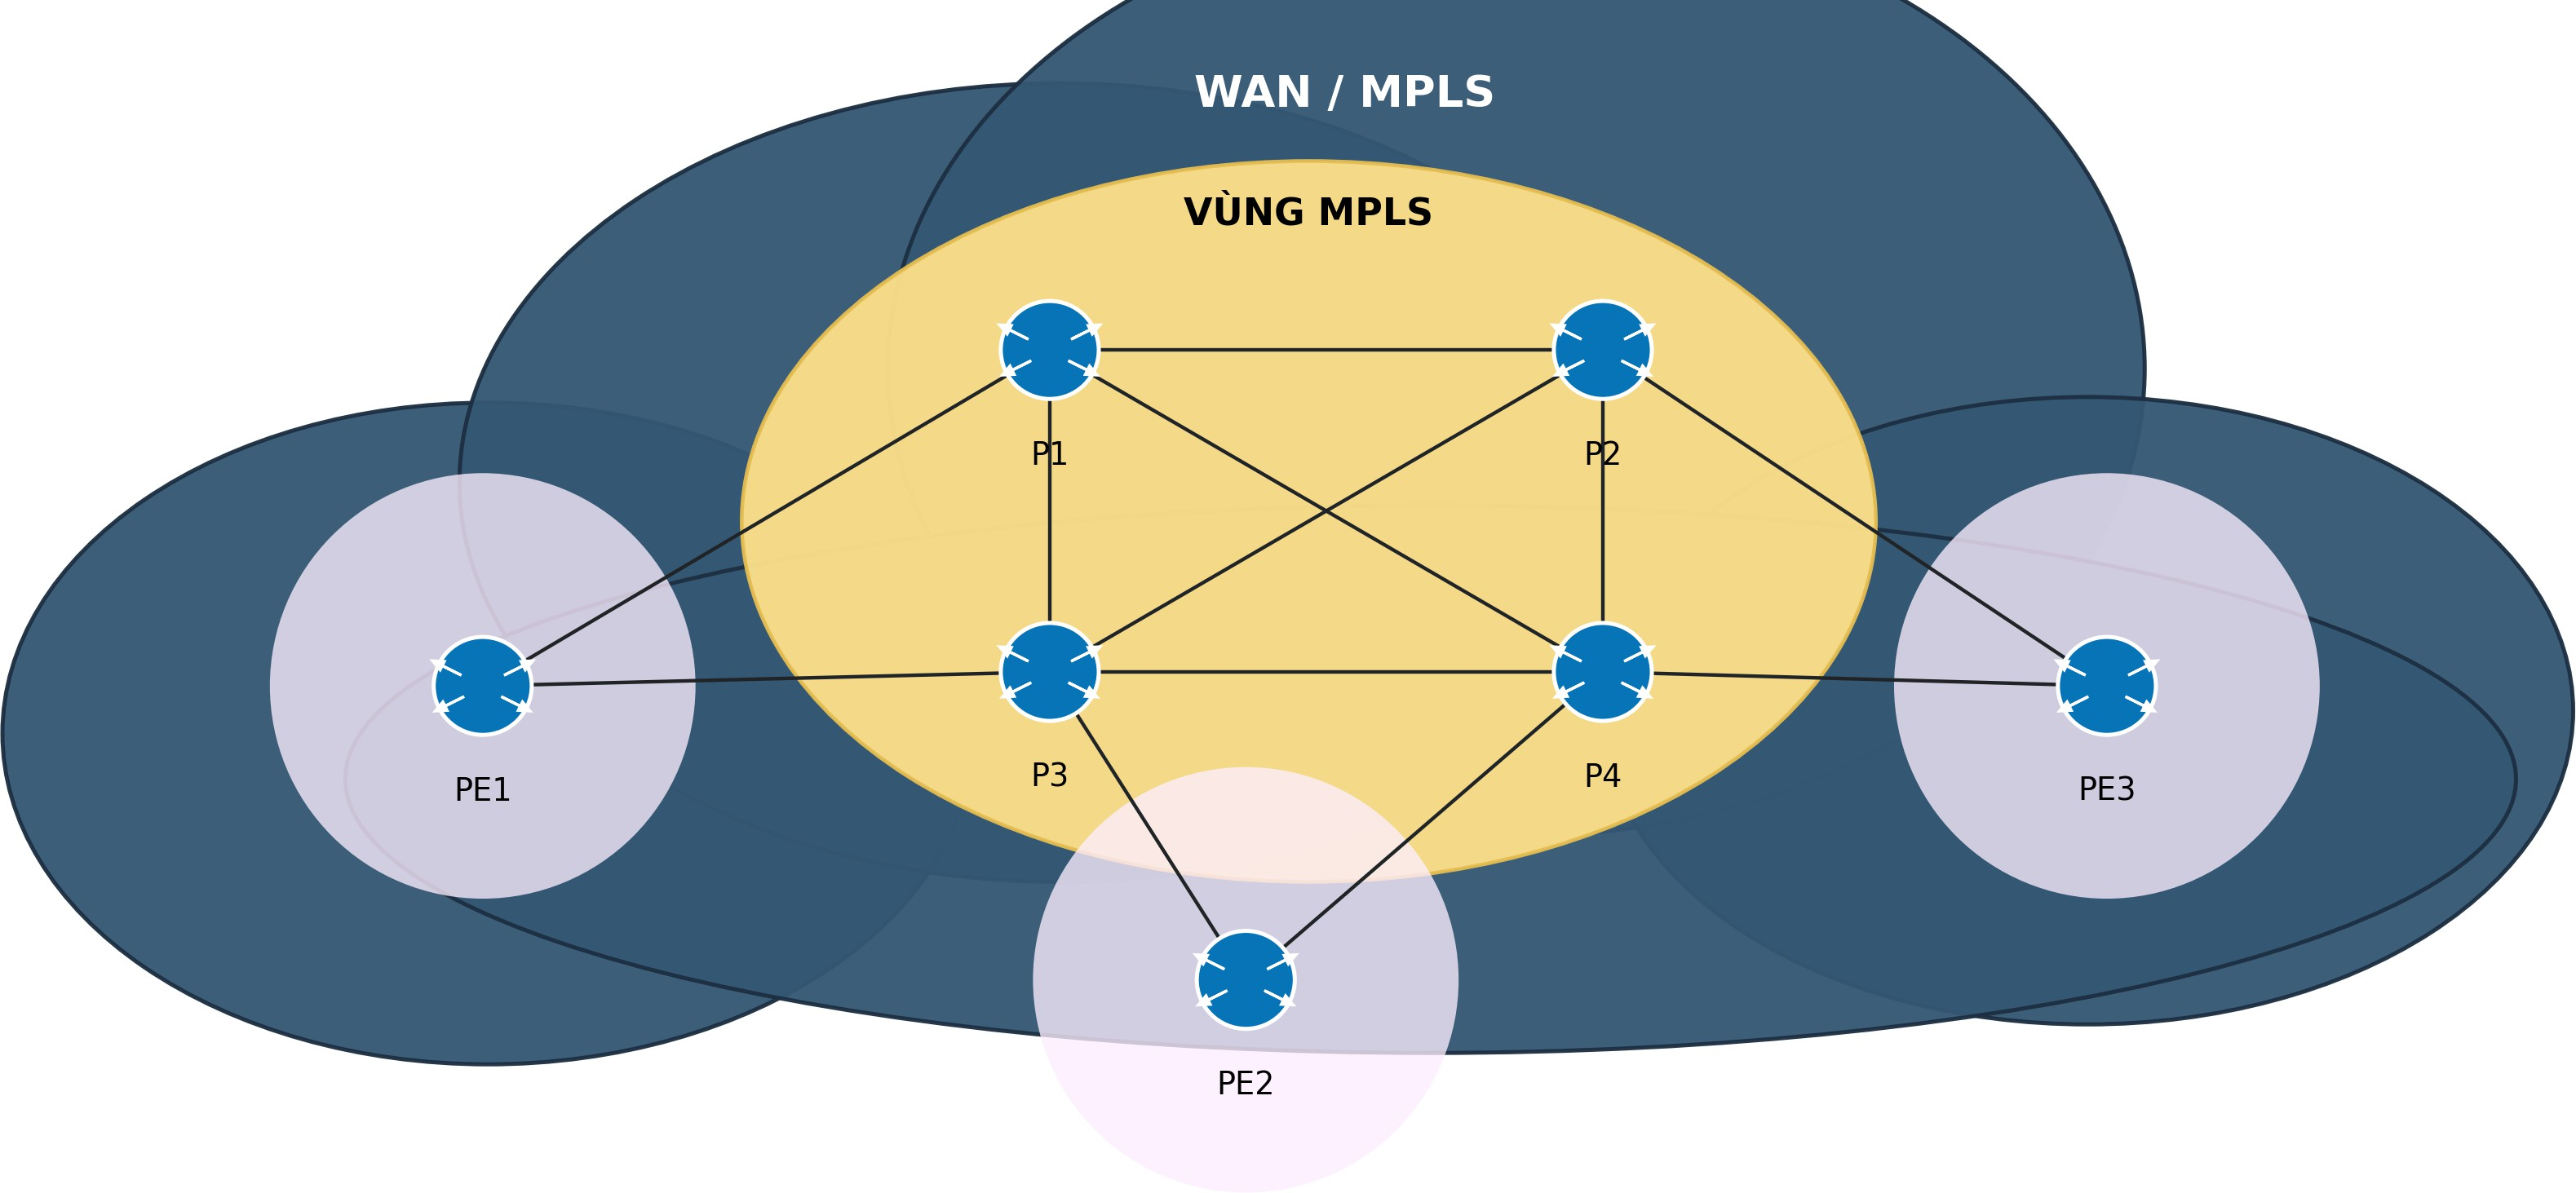 WAN / MPLS
VÙNG MPLS
P1
P2
P3
P4
PE1
PE3
PE2